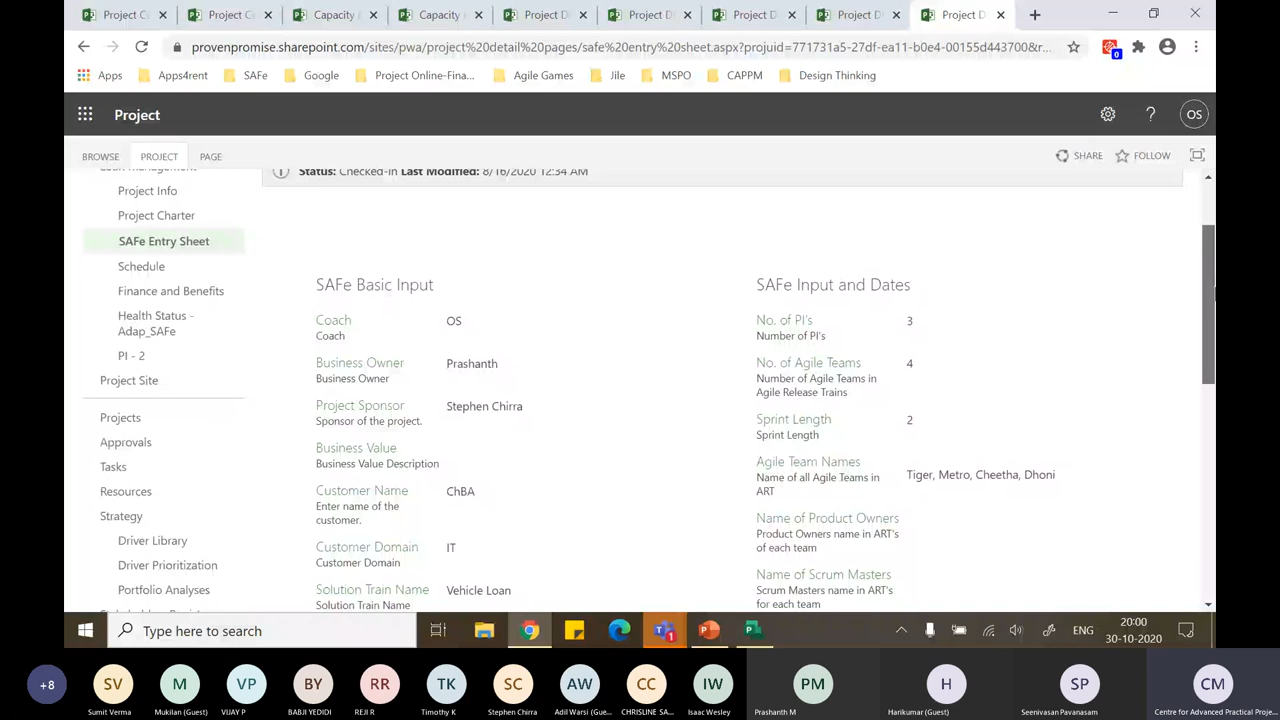 Project C
Project C
Capacity
Capacity
Project D
Project D
Project D
Project D
Project D
provenpromise.sharepoint.com/sites/pwa/project%20detail%20pages/safe%20entry%20sheet.aspx?projuid=771731a5-27df-ea11-b0e4-00155d443700&r...
0
Apps
Apps4rent
SAFe
Google
Project Online-Fina...
Agile Games
Jile
MSPO
CAPPM
Design Thinking
Project
OS
BROWSE
PROJECT
PAGE
SHARE
FOLLOW
Status: Checked-in Last Modified: 8/16/2020 12:34 AM
Project Info
Project Charter
SAFe Entry Sheet
Schedule
Finance and Benefits
Health Status -
Adap_SAFe
PI - 2
Project Site
Projects
Approvals
Tasks
Resources
Strategy
Driver Library
Driver Prioritization
Portfolio Analyses
SAFe Basic Input
Coach
Coach
OS
Business Owner
Business Owner
Prashanth
Project Sponsor
Sponsor of the project.
Stephen Chirra
Business Value
Business Value Description
Customer Name
Enter name of the
customer.
ChBA
Customer Domain
Customer Domain
IT
Solution Train Name
Solution Train Name
Vehicle Loan
SAFe Input and Dates
No. of PI's
Number of PI's
3
No. of Agile Teams
Number of Agile Teams in
Agile Release Trains
4
Sprint Length
Sprint Length
2
Agile Team Names
Name of all Agile Teams in
ART
Tiger, Metro, Cheetha, Dhoni
Name of Product Owners
Product Owners name in ART's
of each team
Name of Scrum Masters
Scrum Masters name in ART's
for each team
Type here to search
1
ENG
20:00
30-10-2020
+8
SV
M
VP
BY
RR
TK
SC
AW
CC
IW
PM
H
SP
CM
Sumit Verma
Mukilan (Guest)
VIJAY P
BABJI YEDIDI
REJI R
Timothy K
Stephen Chirra
Adil Warsi (Gue...
CHRISLINE SA...
Isaac Wesley
Prashanth M
Harikumar (Guest)
Seenivasan Pavanasam
Centre for Advanced Practical Proje...